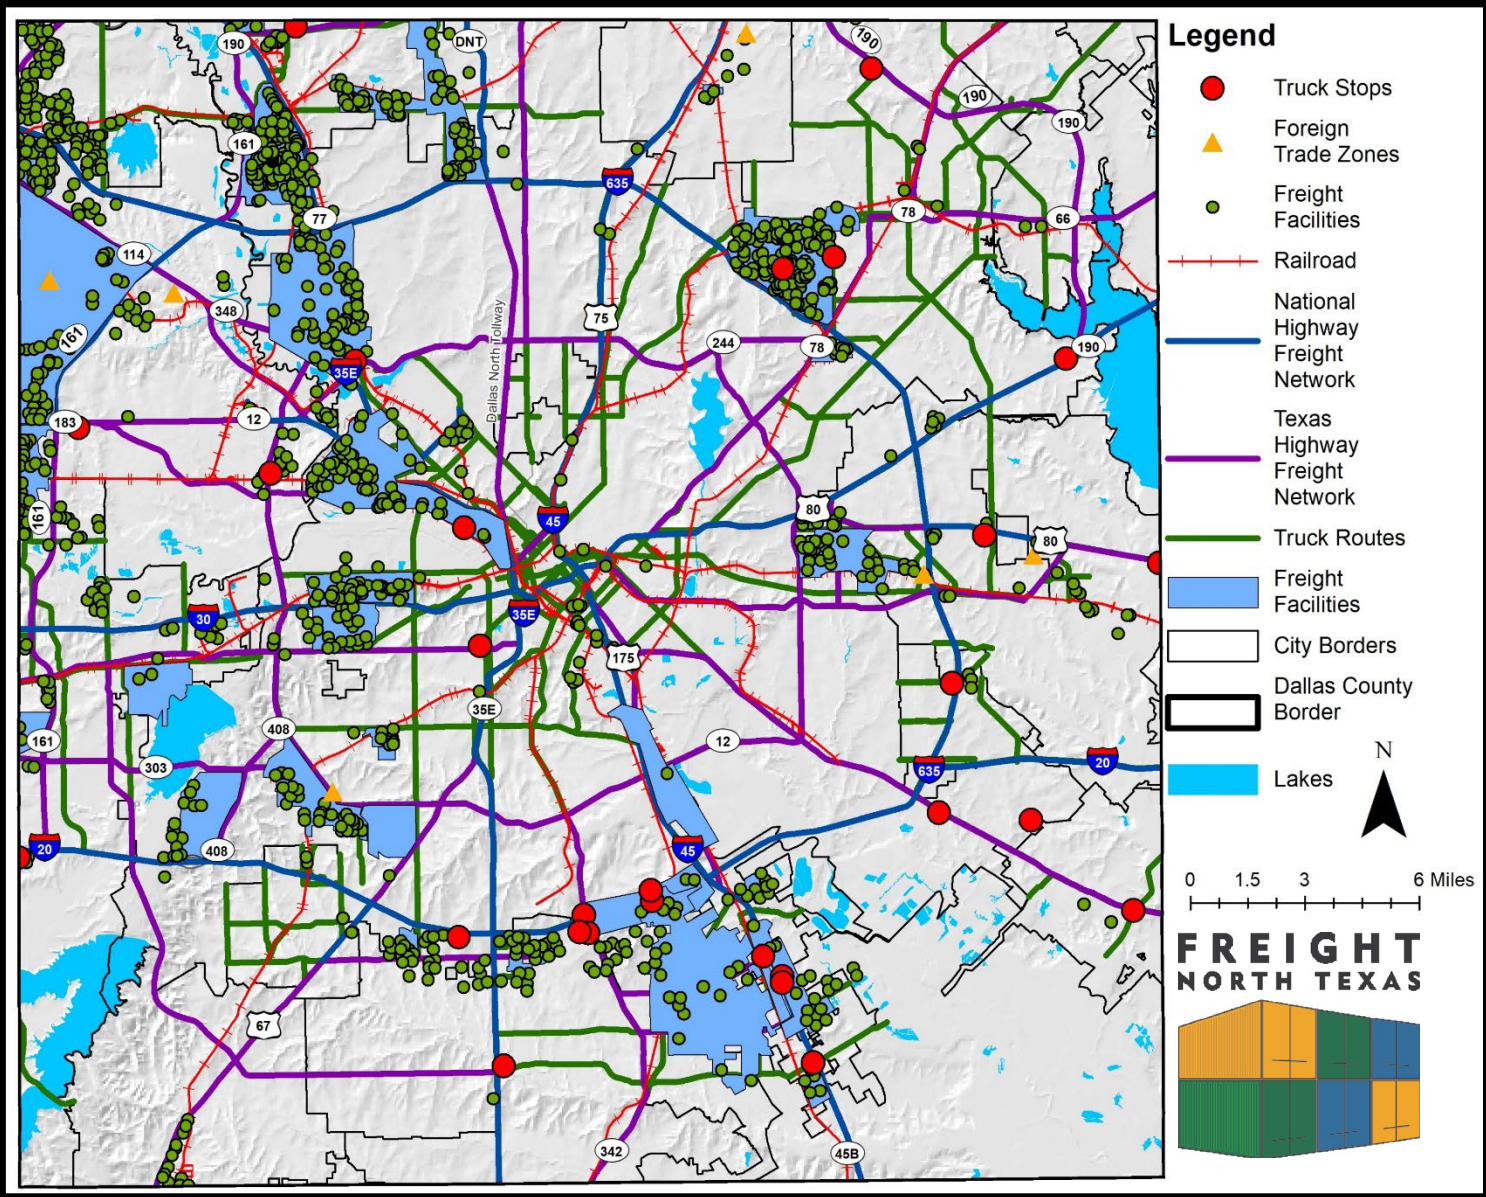 190
DNT
190
190
190
161
635
77
78
66
114
348
161
75
Dallas North Tollway
244
78
190
35E
183
12
161
45
80
80
30
35E
175
35E
408
161
303
12
635
20
20
408
45
67
342
45B
Legend
Truck Stops
Foreign
Trade Zones
Freight
Facilities
Railroad
National
Highway
Freight
Network
Texas
Highway
Freight
Network
Truck Routes
Freight
Facilities
City Borders
Dallas County
Border
Lakes
N
0 1.5 3 6 Miles
FREIGHT
NORTH TEXAS